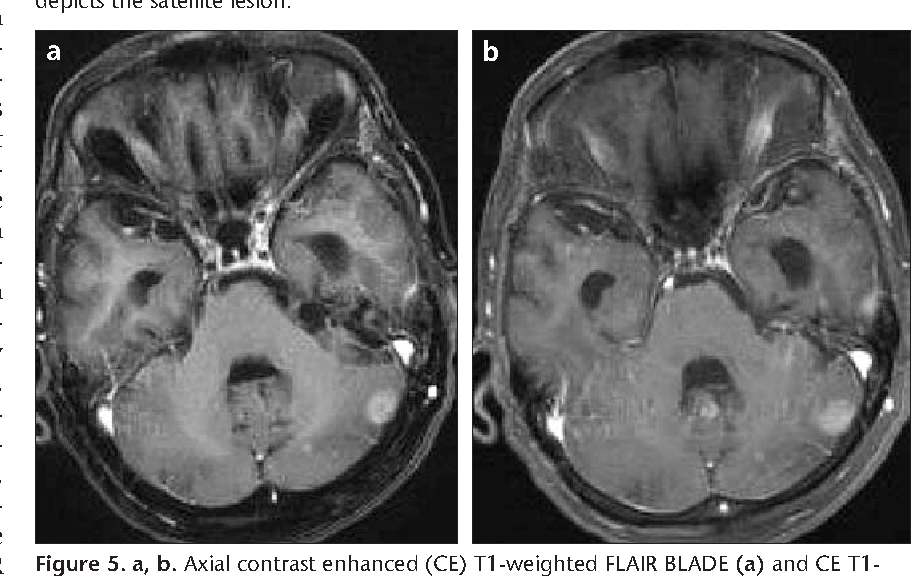 depicts the satellite lesion.
a
b
Figure 5. a, b. Axial contrast enhanced (CE) T1-weighted FLAIR BLADE (a) and CE T1-